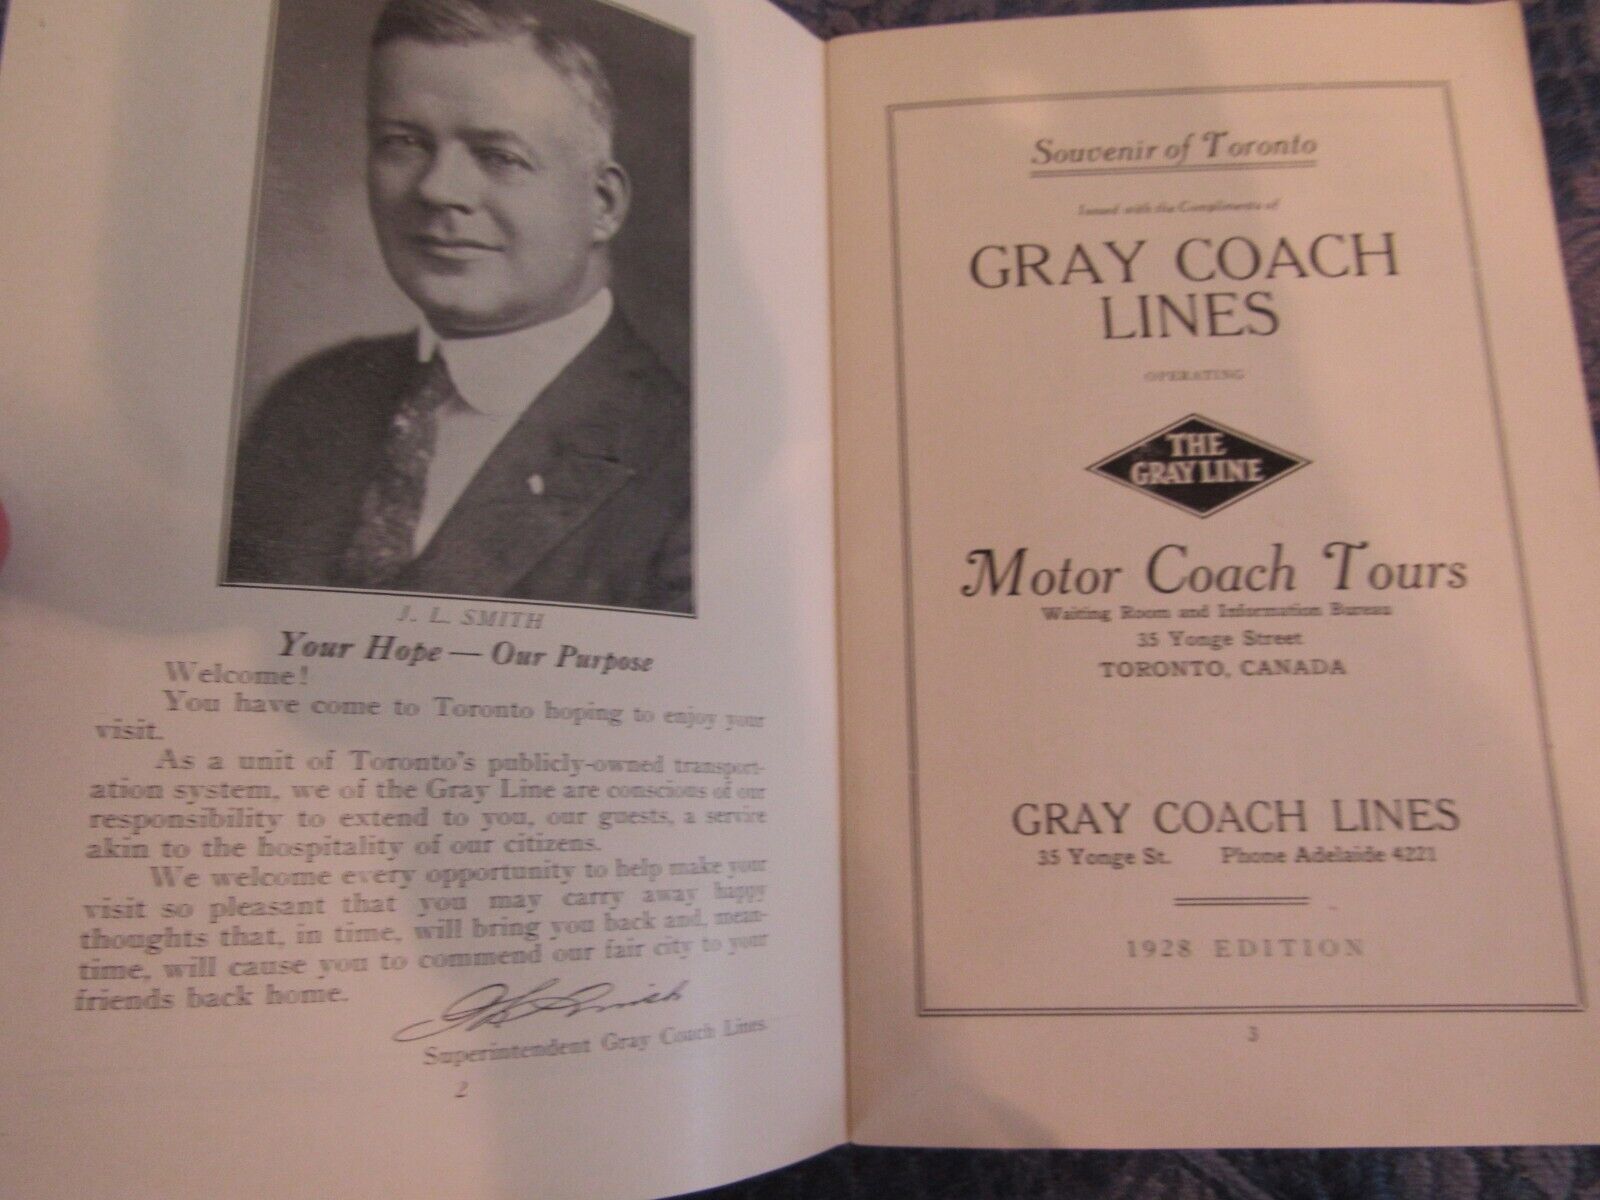 J. L. SMITH
Your Hope — Our Purpose
Welcome!
You have come to Toronto hoping to enjoy your
visit.
As a unit of Toronto's publicly-owned transport-
ation system, we of the Gray Line are conscious of our
responsibility to extend to you, our guests, a service
akin to the hospitality of our citizens.
We welcome every opportunity to help make your
visit so pleasant that you may carry away happy
thoughts that, in time, will bring you back and, mean-
time, will cause you to commend our fair city to your
friends back home.
J L Smith
Superintendent Gray Coach Lines
2
Souvenir of Toronto
Issued with the Compliments of
GRAY COACH
LINES
OPERATING
THE
GRAY LINE
Motor Coach Tours
Waiting Room and Information Bureau
35 Yonge Street
TORONTO, CANADA
GRAY COACH LINES
35 Yonge St. Phone Adelaide 4221
1928 EDITION
3